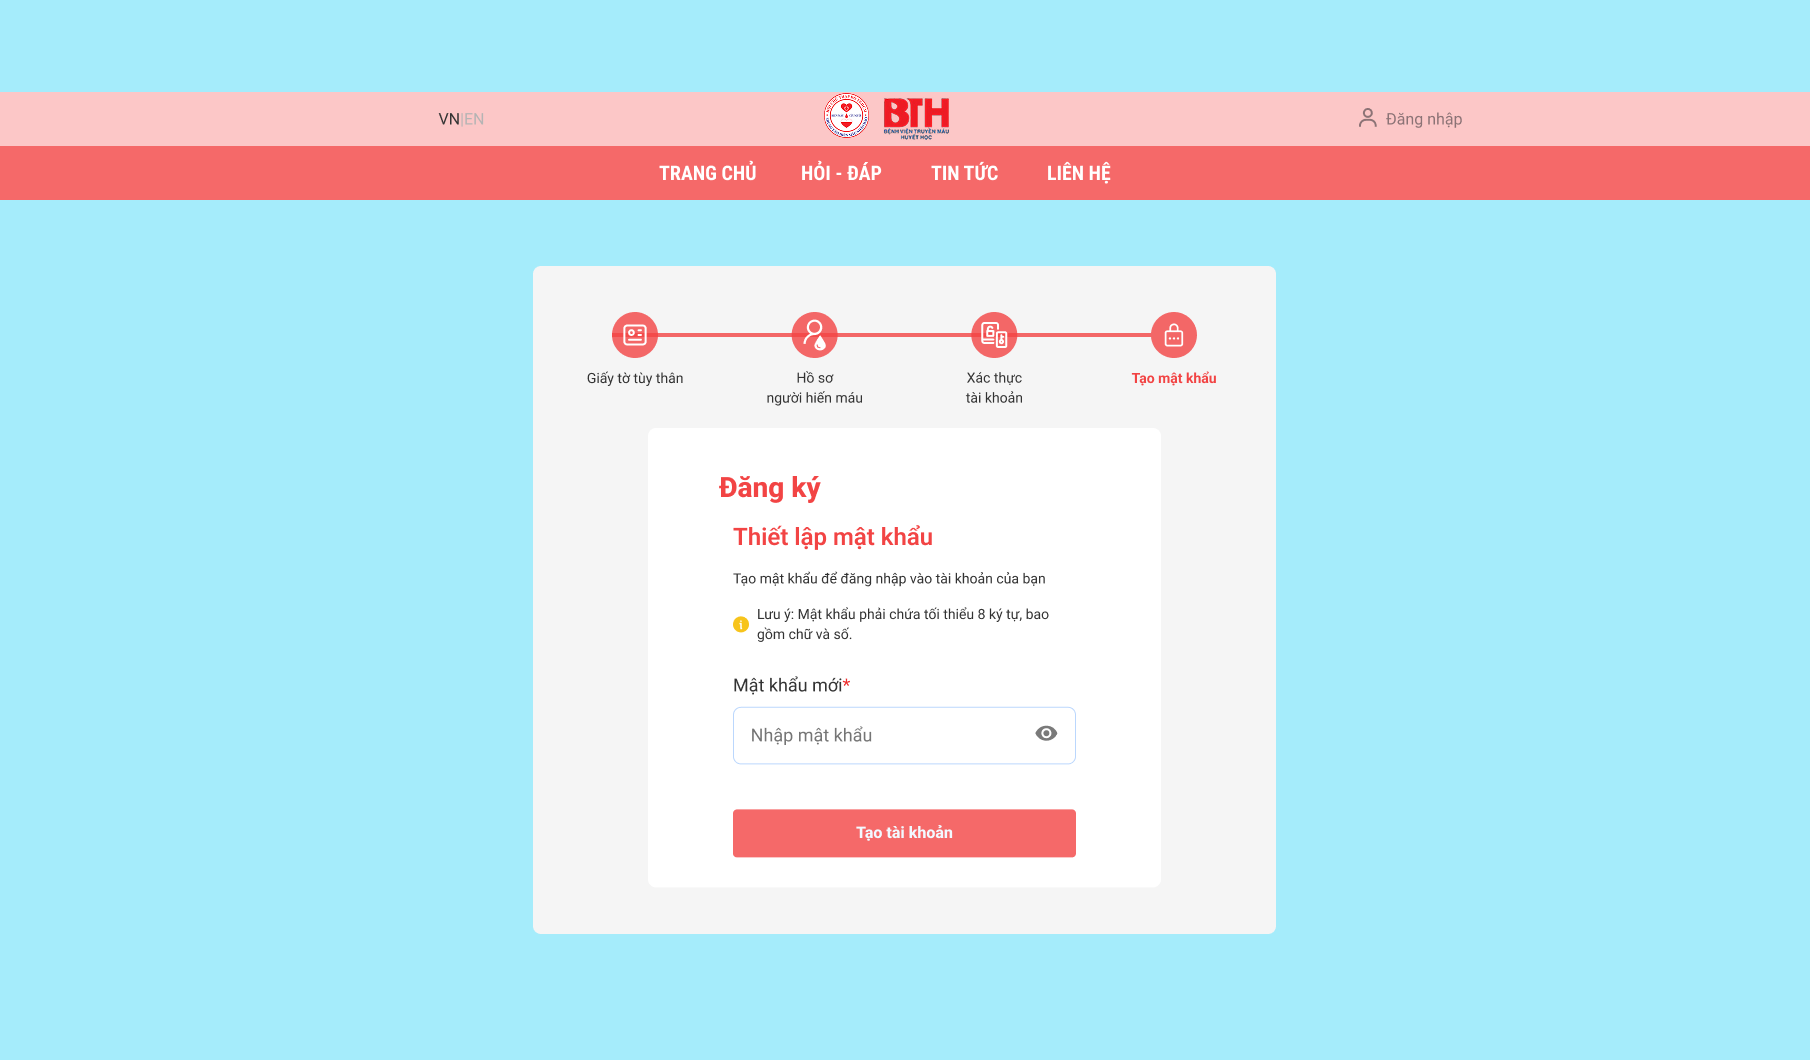 VN|EN
BTH
BỆNH VIỆN TRUYỀN MÁU
HUYẾT HỌC
Đăng nhập
TRANG CHỦ
HỎI - ĐÁP
TIN TỨC
LIÊN HỆ
Giấy tờ tùy thân
Hồ sơ
người hiến máu
Xác thực
tài khoản
Tạo mật khẩu
Đăng ký
Thiết lập mật khẩu
Tạo mật khẩu để đăng nhập vào tài khoản của bạn
Lưu ý: Mật khẩu phải chứa tối thiểu 8 ký tự, bao
gồm chữ và số.
Mật khẩu mới*
Nhập mật khẩu
Tạo tài khoản